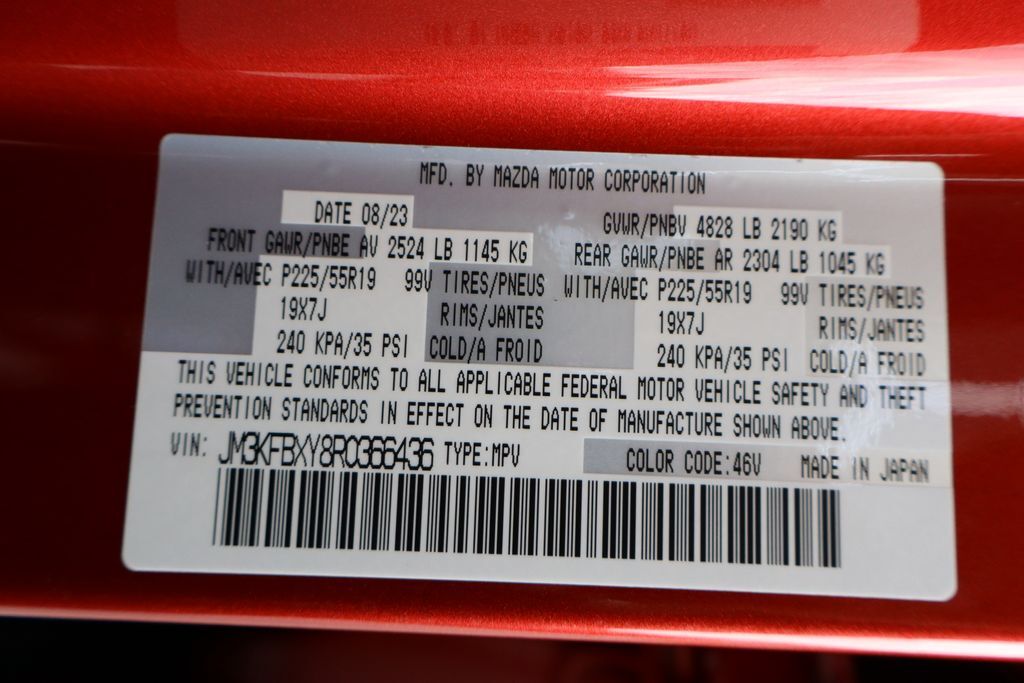 MFD. BY MAZDA MOTOR CORPORATION
DATE 08/23 GVWR/PNBV 4828 LB 2190 KG
FRONT GAWR/PNBE AV 2524 LB 1145 KG REAR GAWR/PNBE AR 2304 LB 1045 KG
WITH/AVEC P225/55R19 99V TIRES/PNEUS WITH/AVEC P225/55R19 99V TIRES/PNEUS
19X7J RIMS/JANTES 19X7J RIMS/JANTES
240 KPA/35 PSI COLD/A FROID 240 KPA/35 PSI COLD/A FROID
THIS VEHICLE CONFORMS TO ALL APPLICABLE FEDERAL MOTOR VEHICLE SAFETY AND THEFT
PREVENTION STANDARDS IN EFFECT ON THE DATE OF MANUFACTURE SHOWN ABOVE.
VIN: JM3KFBXY8R0366436 TYPE:MPV COLOR CODE:46V MADE IN JAPAN